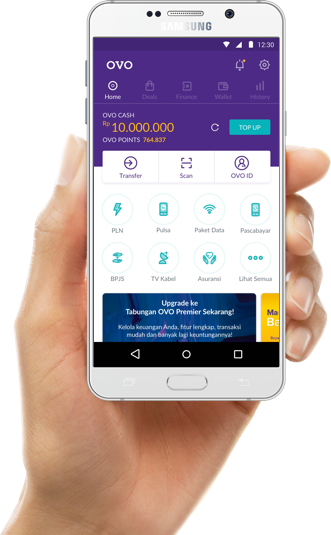 SAMSUNG
12:30
OVO
Home Deals Finance Wallet History
OVO CASH
Rp 10.000.000
TOP UP
OVO POINTS 764.837
Transfer Scan OVO ID
PLN Pulsa Paket Data Pascabayar
BPJS TV Kabel Asuransi Lihat Semua
Upgrade ke
Tabungan OVO Premier Sekarang!
Kelola keuangan Anda, fitur lengkap, transaksi
mudah dan banyak lagi keuntungannya!